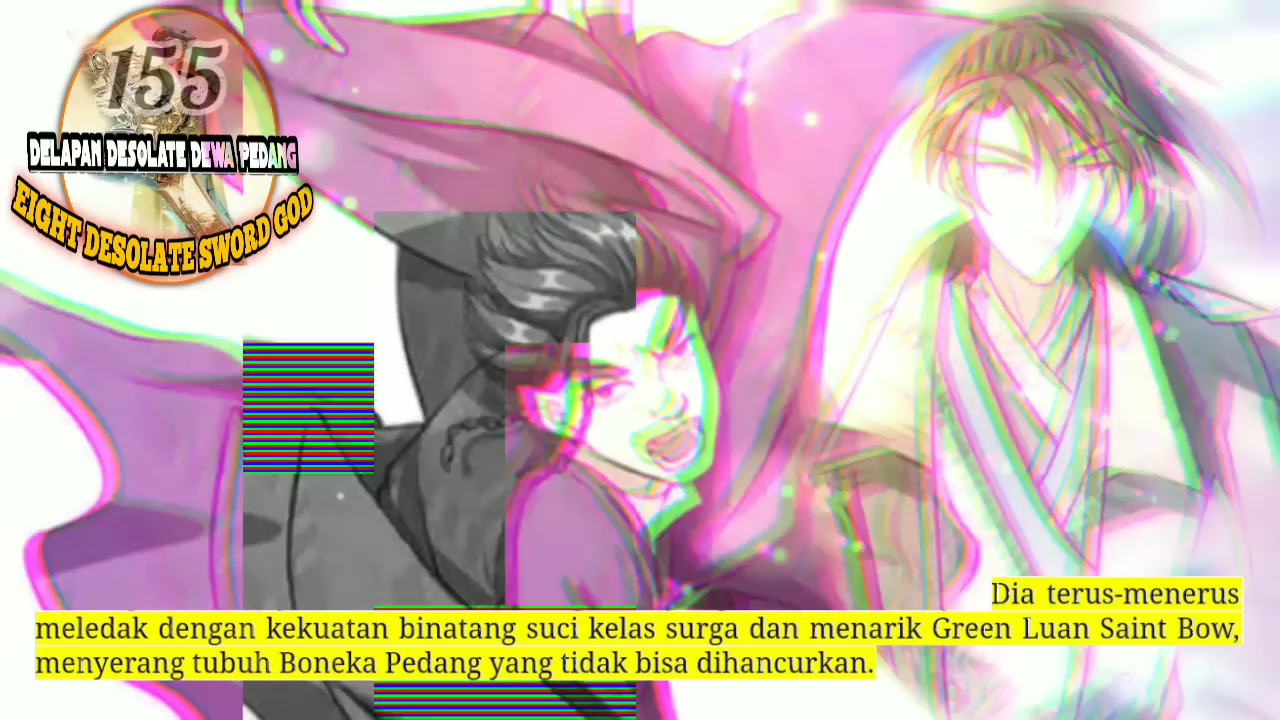 155
DELAPAN DESOLATE DEWA PEDANG
EIGHT DESOLATE SWORD GOD
Dia terus-menerus
meledak dengan kekuatan binatang suci kelas surga dan menarik Green Luan Saint Bow,
menyerang tubuh Boneka Pedang yang tidak bisa dihancurkan.